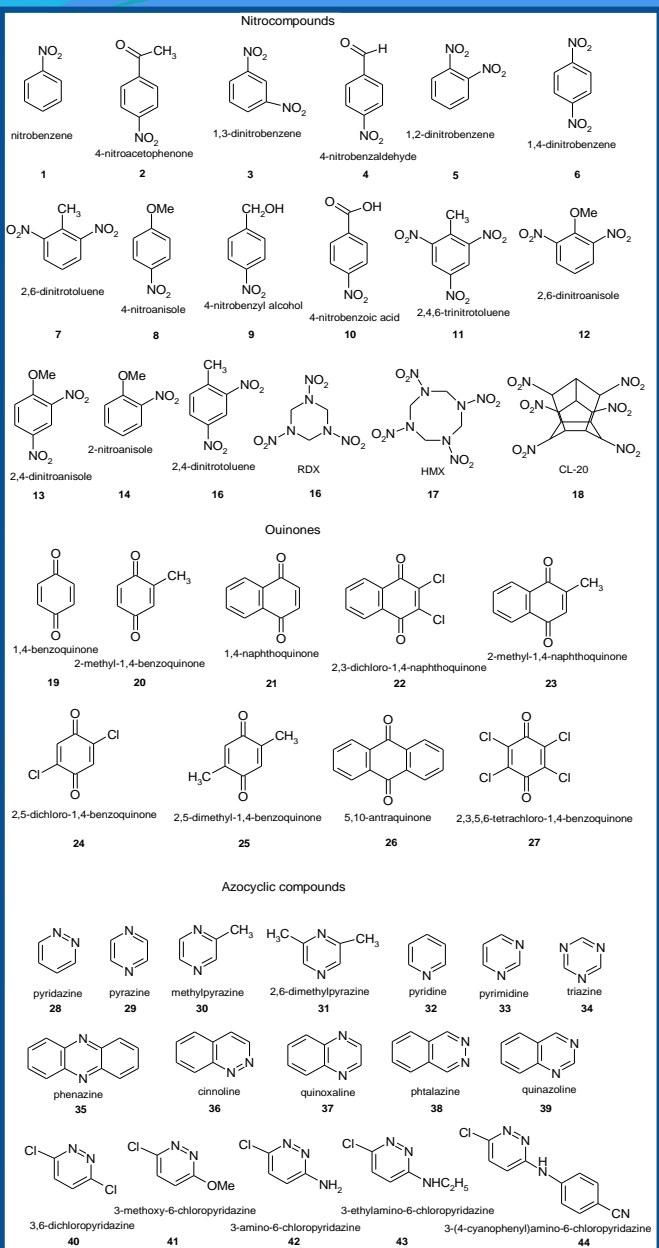 Nitrocompounds
NO2
nitrobenzene
1
O CH3
NO2
4-nitroacetophenone
2
NO2
NO2
1,3-dinitrobenzene
3
O H
NO2
4-nitrobenzaldehyde
4
NO2
NO2
1,2-dinitrobenzene
5
NO2
NO2
1,4-dinitrobenzene
6
CH3
O2N NO2
2,6-dinitrotoluene
7
OMe
NO2
4-nitroanisole
8
CH2OH
NO2
4-nitrobenzyl alcohol
9
O OH
NO2
4-nitrobenzoic acid
10
CH3
O2N NO2
NO2
2,4,6-trinitrotoluene
11
OMe
O2N NO2
2,6-dinitroanisole
12
OMe
NO2
NO2
2,4-dinitroanisole
13
OMe
NO2
2-nitroanisole
14
CH3
NO2
NO2
2,4-dinitrotoluene
16
NO2
N
N N
O2N NO2
RDX
16
O2N
N
N NO2
N
O2N N
NO2
HMX
17
O2N NO2
O2N NO2
O2N NO2
CL-20
18
Ouinones
O
O
1,4-benzoquinone
19
O
CH3
O
2-methyl-1,4-benzoquinone
20
O
O
1,4-naphthoquinone
21
O
Cl
Cl
O
2,3-dichloro-1,4-naphthoquinone
22
O
CH3
O
2-methyl-1,4-naphthoquinone
23
O
Cl
Cl
O
2,5-dichloro-1,4-benzoquinone
24
O
CH3
H3C
O
2,5-dimethyl-1,4-benzoquinone
25
O
O
5,10-antraquinone
26
O
Cl Cl
Cl Cl
O
2,3,5,6-tetrachloro-1,4-benzoquinone
27
Azocyclic compounds
N
N
pyridazine
28
N
N
pyrazine
29
N CH3
N
methylpyrazine
30
H3C N CH3
N
2,6-dimethylpyrazine
31
N
pyridine
32
N
N
pyrimidine
33
N N
N
triazine
34
N
N
phenazine
35
N
N
cinnoline
36
N
N
quinoxaline
37
N
N
phtalazine
38
N
N
quinazoline
39
Cl N
N
Cl
3,6-dichloropyridazine
40
Cl N
N
OMe
3-methoxy-6-chloropyridazine
41
Cl N
N
NH2
3-amino-6-chloropyridazine
42
Cl N
N
NHC2H5
3-ethylamino-6-chloropyridazine
43
Cl N
N
H
N
CN
3-(4-cyanophenyl)amino-6-chloropyridazine
44